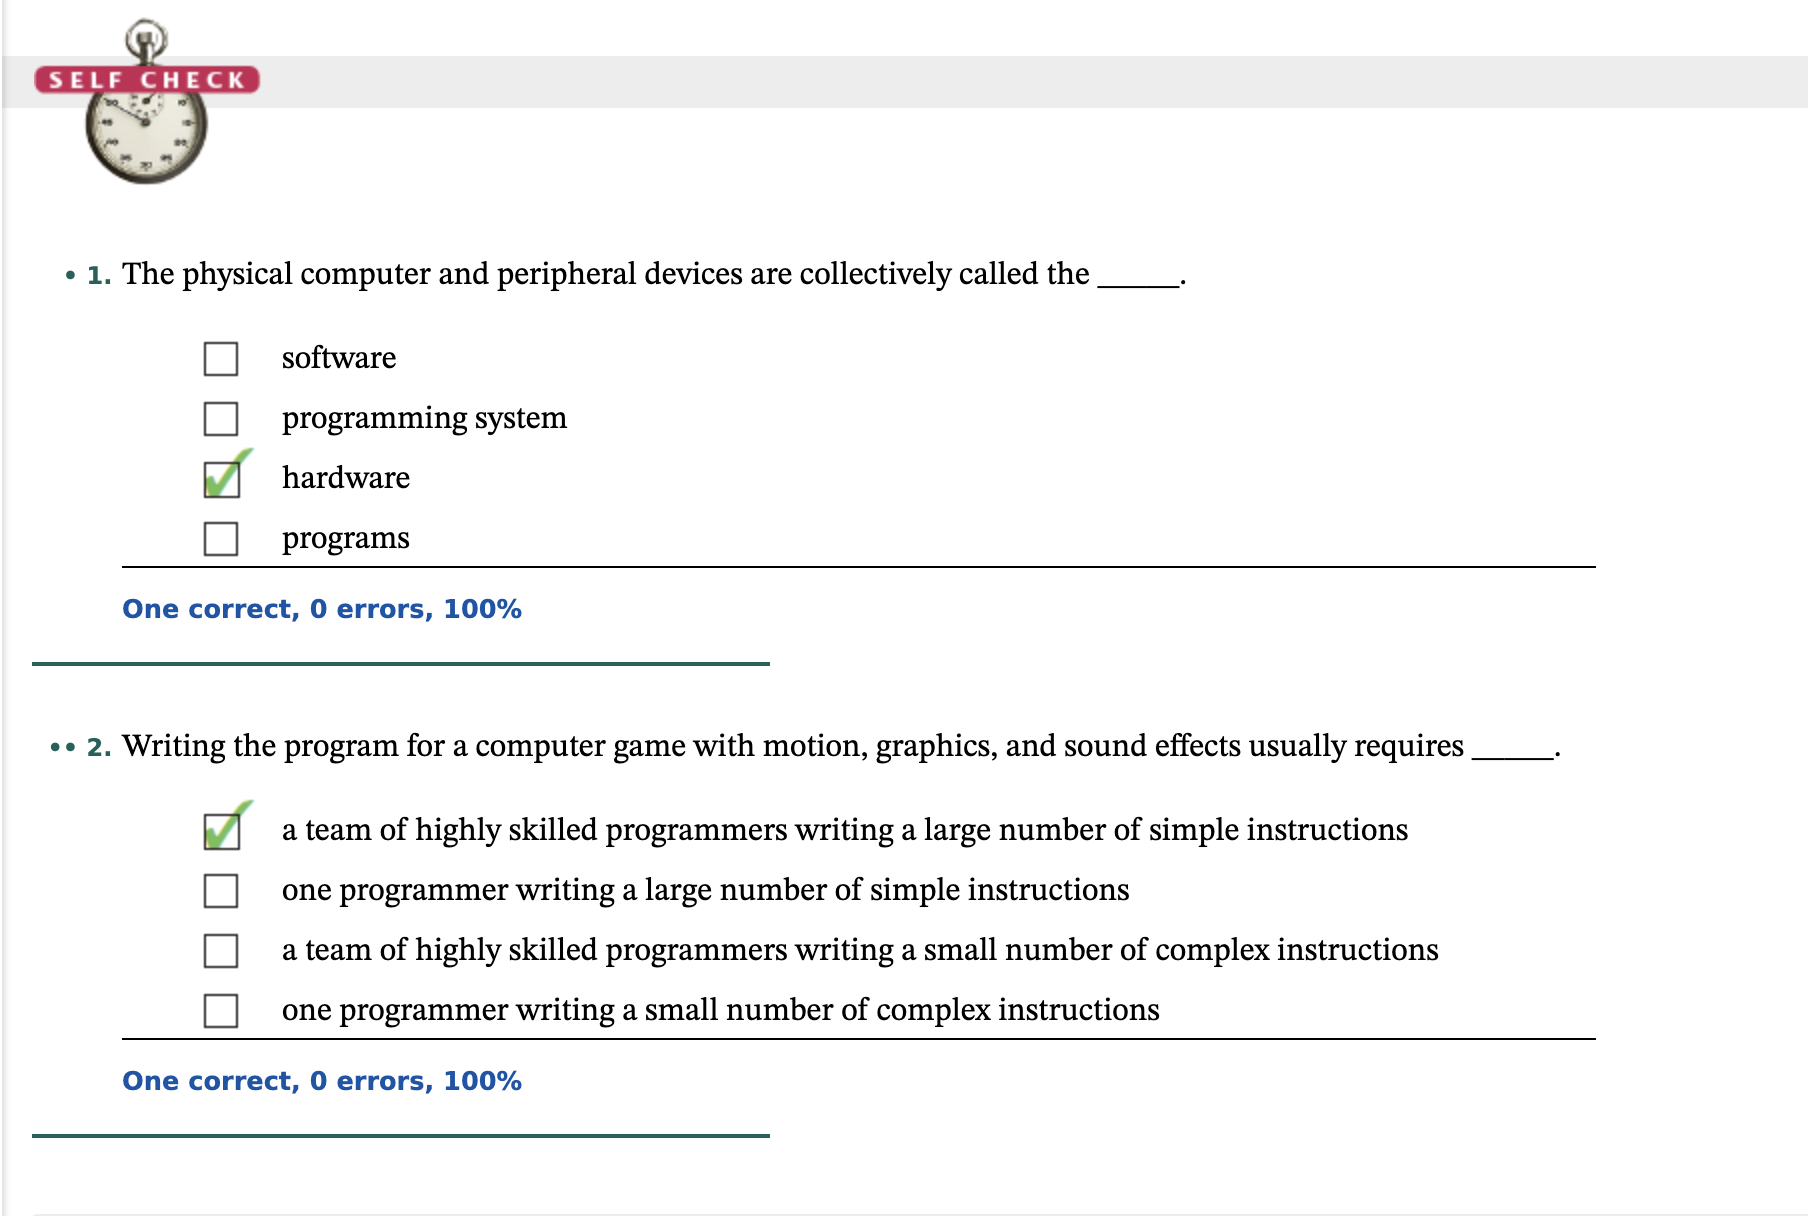 SELF CHECK
• 1. The physical computer and peripheral devices are collectively called the _____.
software
programming system
hardware
programs
One correct, 0 errors, 100%
•• 2. Writing the program for a computer game with motion, graphics, and sound effects usually requires _____.
a team of highly skilled programmers writing a large number of simple instructions
one programmer writing a large number of simple instructions
a team of highly skilled programmers writing a small number of complex instructions
one programmer writing a small number of complex instructions
One correct, 0 errors, 100%